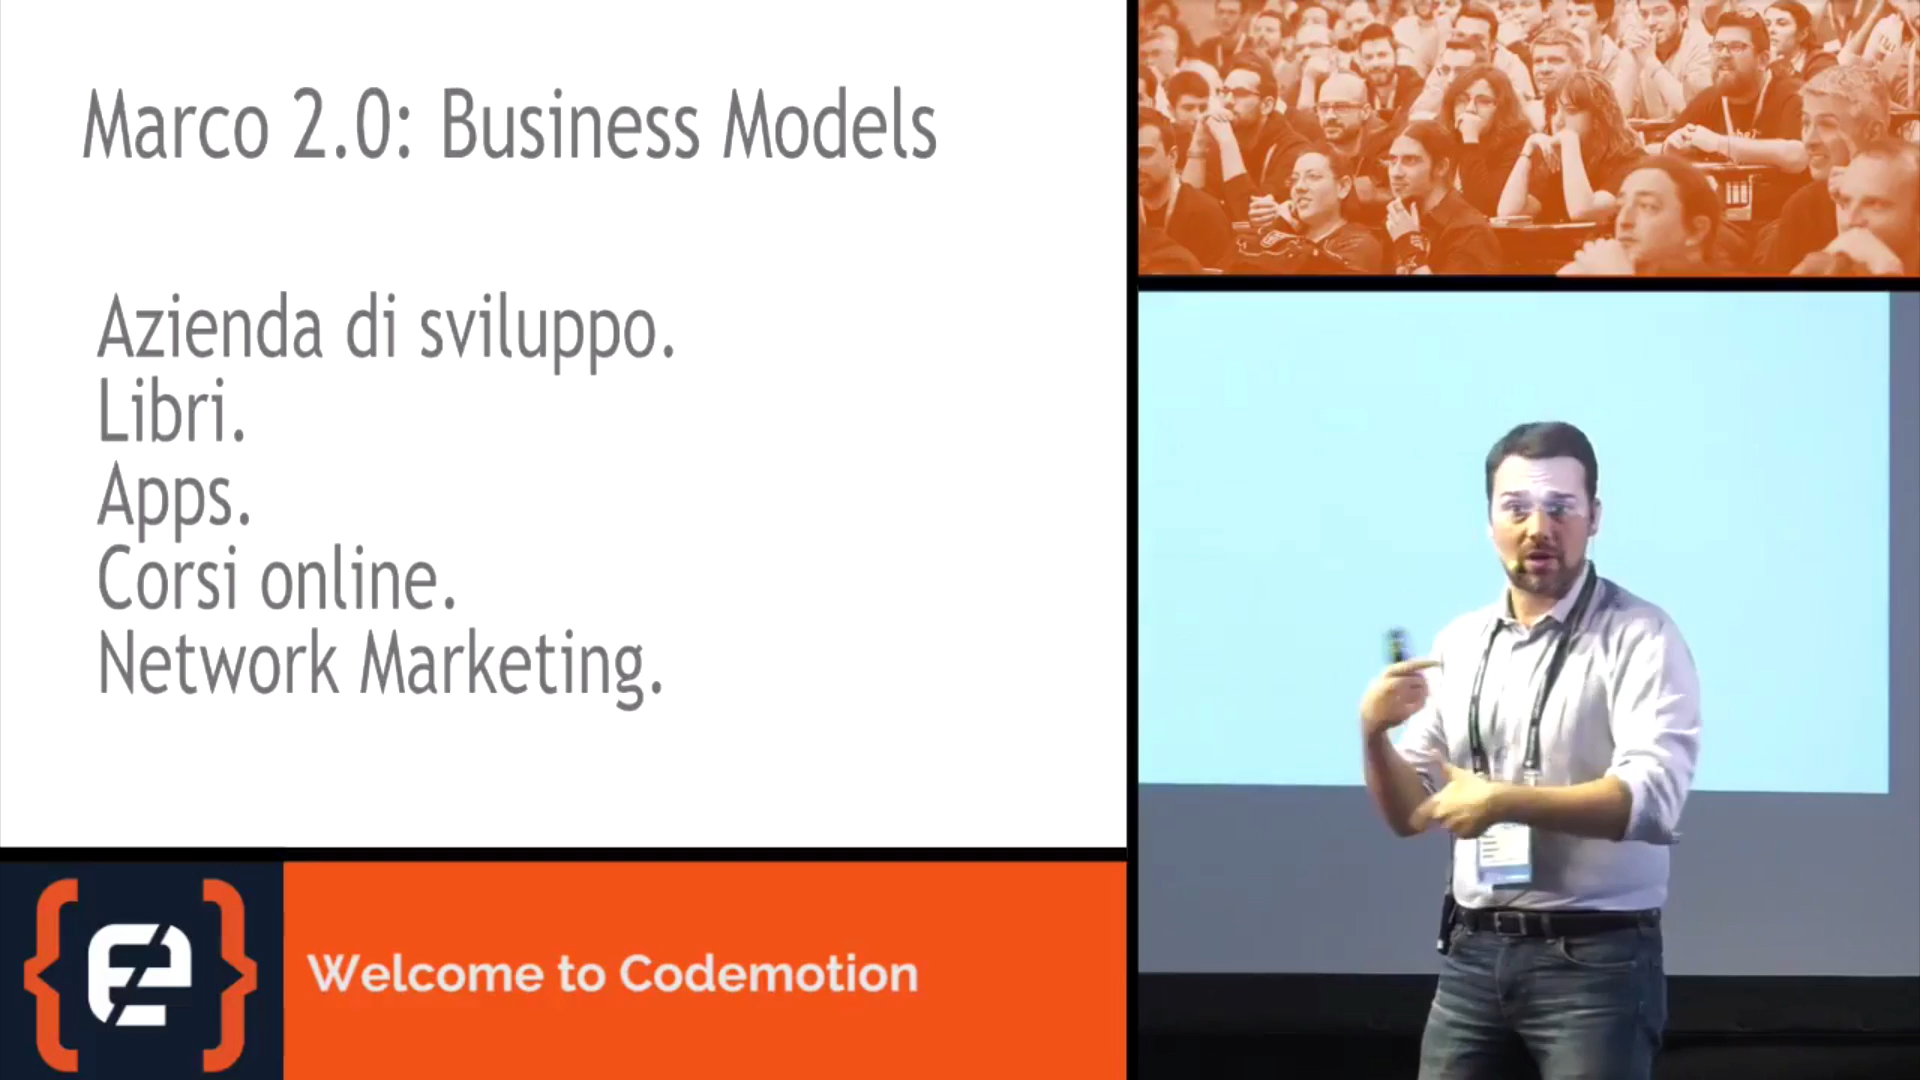 Marco 2.0: Business Models
Azienda di sviluppo.
Libri.
Apps.
Corsi online.
Network Marketing.
Welcome to Codemotion